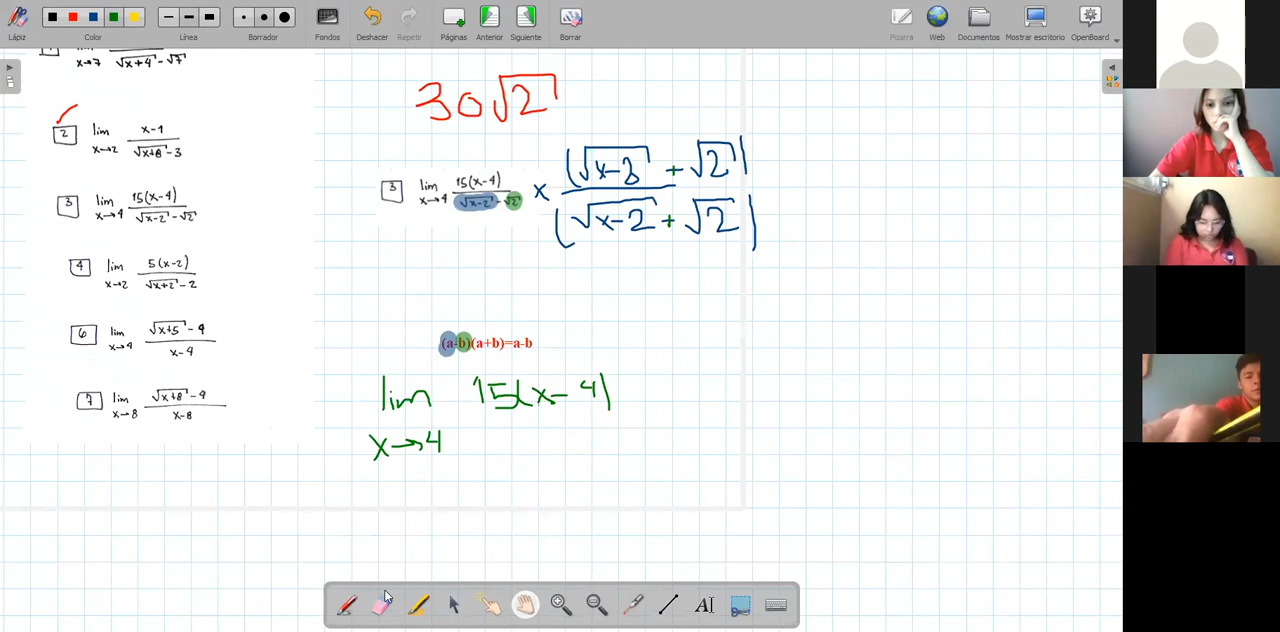 Lápiz
Color
Línea
Borrador
Fondos
Deshacer
Repetir
Páginas
Anterior
Siguiente
Borrar
Pizarra
Web
Documentos
Mostrar escritorio
OpenBoard
x→7 √x+4 - √7
2 lim x→2 x-1 / √x+8 - 3
3 lim x→4 15(x-4) / √x-2 - √2
4 lim x→2 5(x-2) / √x+2 - 2
6 lim x→4 √x+5 - 4 / x-4
7 lim x→8 √x+8 - 4 / x-8
30√2
3 lim x→4 15(x-4) / √x-2 - √2 x (√x-3 + √2) / (√x-2 + √2)
(a-b)(a+b)=a-b
lim 15(x-4)
x→4